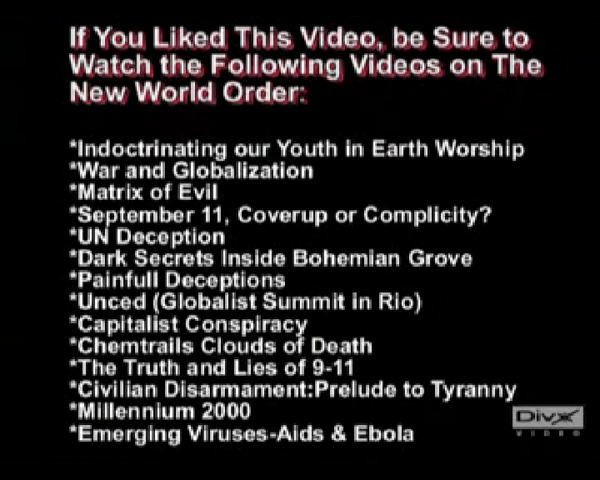 If You Liked This Video, be Sure to
Watch the Following Videos on The
New World Order:
*Indoctrinating our Youth in Earth Worship
*War and Globalization
*Matrix of Evil
*September 11, Coverup or Complicity?
*UN Deception
*Dark Secrets Inside Bohemian Grove
*Painfull Deceptions
*Unced (Globalist Summit in Rio)
*Capitalist Conspiracy
*Chemtrails Clouds of Death
*The Truth and Lies of 9-11
*Civilian Disarmament:Prelude to Tyranny
*Millennium 2000
*Emerging Viruses-Aids & Ebola
DivX
VIDEO